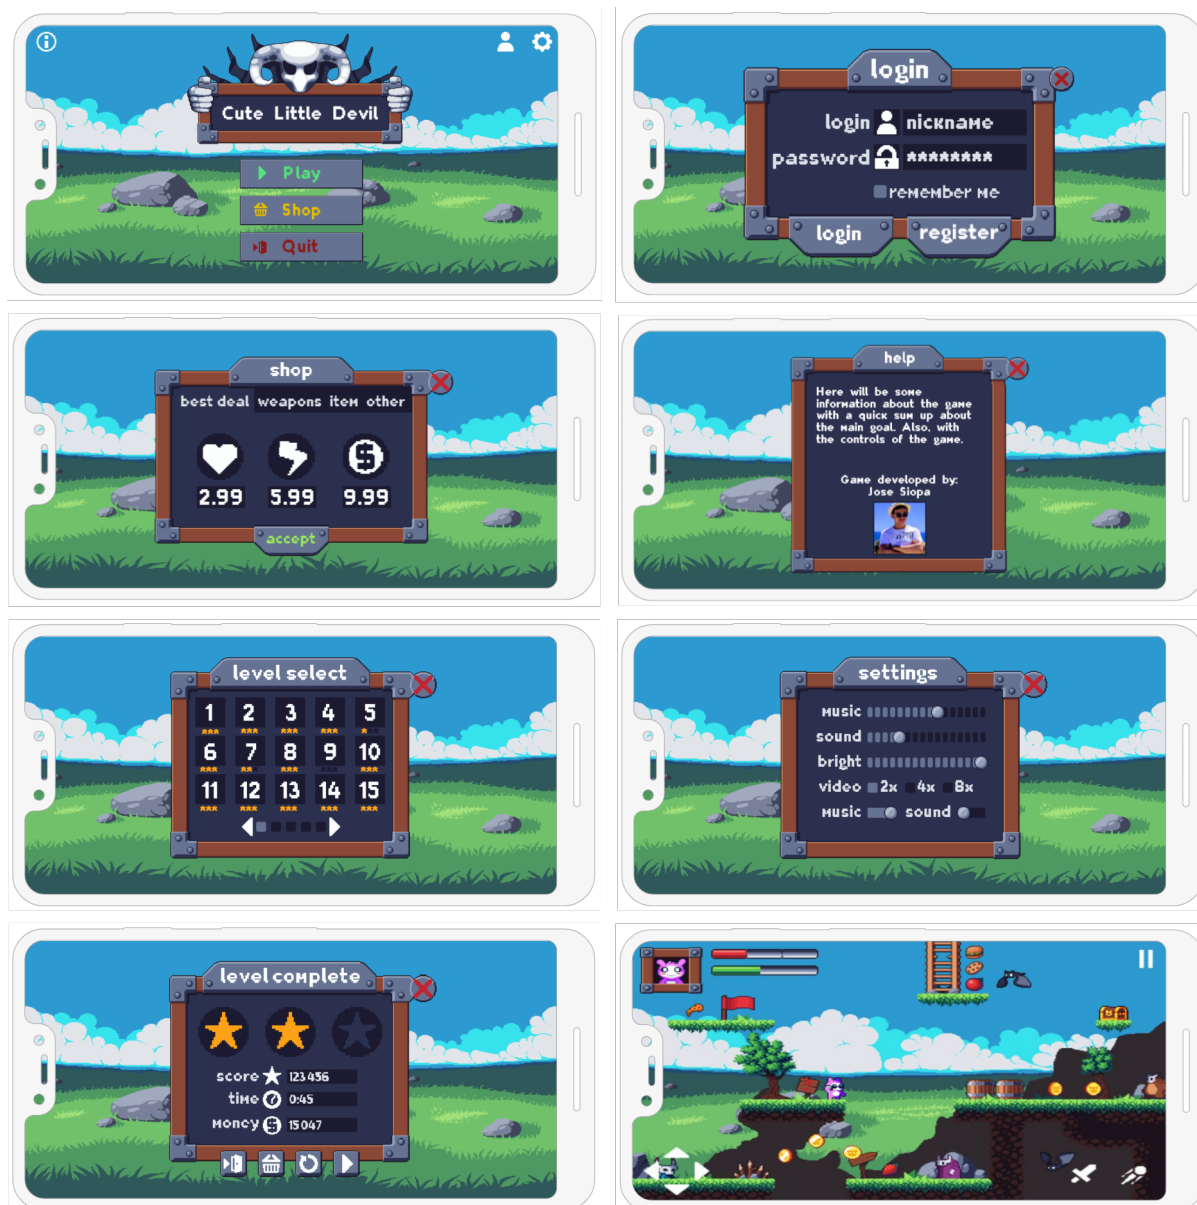 Cute Little Devil
Play
Shop
Quit
login
login nickname
password ********
remember me
login register
shop
best deal weapons item other
2.99 5.99 9.99
accept
help
Here will be some
information about the game
with a quick sum up about
the main goal. Also, with
the controls of the game.
Game developed by:
Jose Siopa
level select
1 2 3 4 5
6 7 8 9 10
11 12 13 14 15
settings
music
sound
bright
video 2x 4x 8x
music sound
level complete
score 123456
time 0:45
money 15047